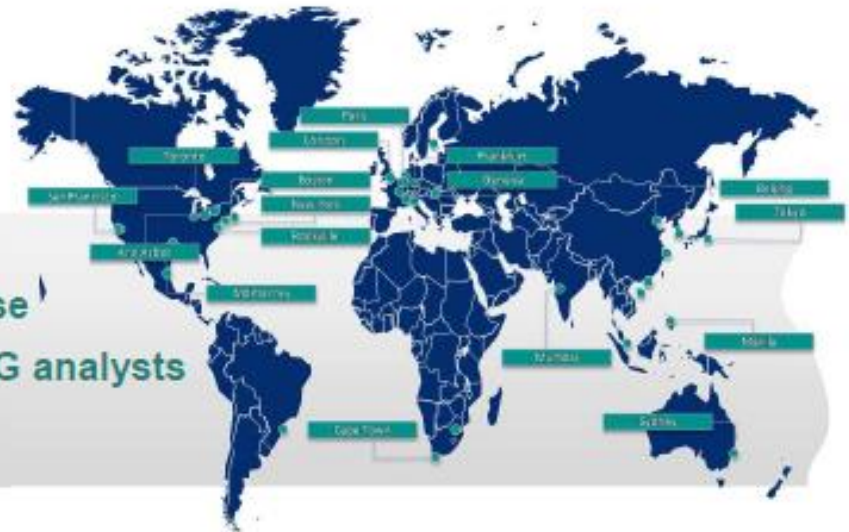 Paris
London
Toronto
Frankfurt
Boston
Geneva
Beijing
San Francisco
New York
Tokyo
Rockville
Ann Arbor
Monterrey
se
G analysts
Manila
Mumbai
Sydney
Cape Town